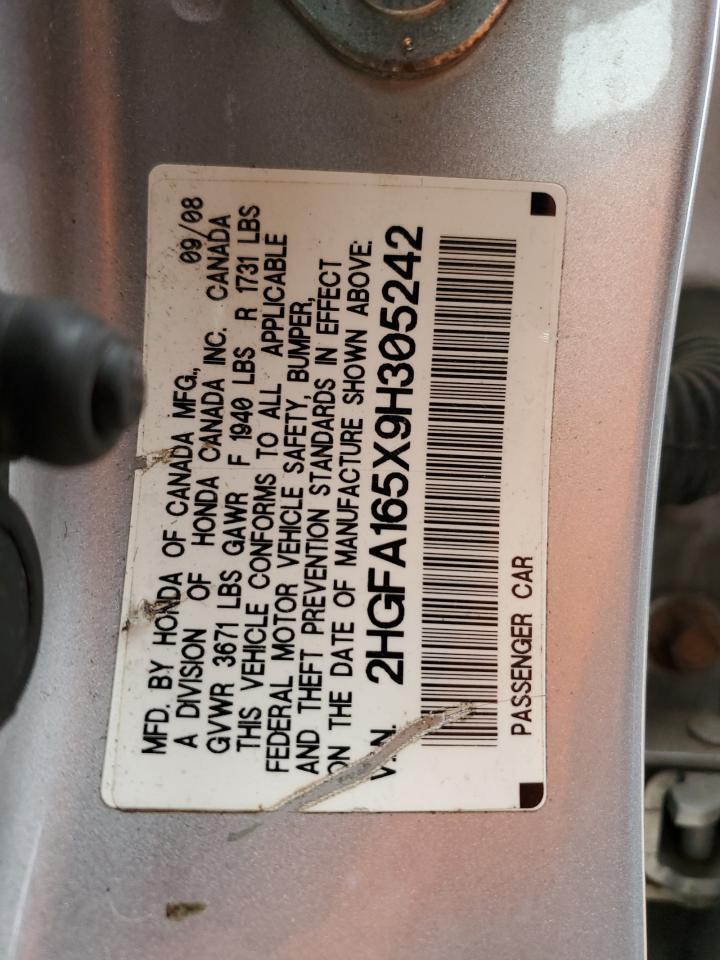 MFD. BY HONDA OF CANADA MFG., 09/08
A DIVISION OF HONDA CANADA INC. CANADA
GVWR 3671 LBS GAWR F 1940 LBS R 1731 LBS
THIS VEHICLE CONFORMS TO ALL APPLICABLE
FEDERAL MOTOR VEHICLE SAFETY, BUMPER,
AND THEFT PREVENTION STANDARDS IN EFFECT
ON THE DATE OF MANUFACTURE SHOWN ABOVE.
V.I.N. 2HGFA165X9H305242
PASSENGER CAR